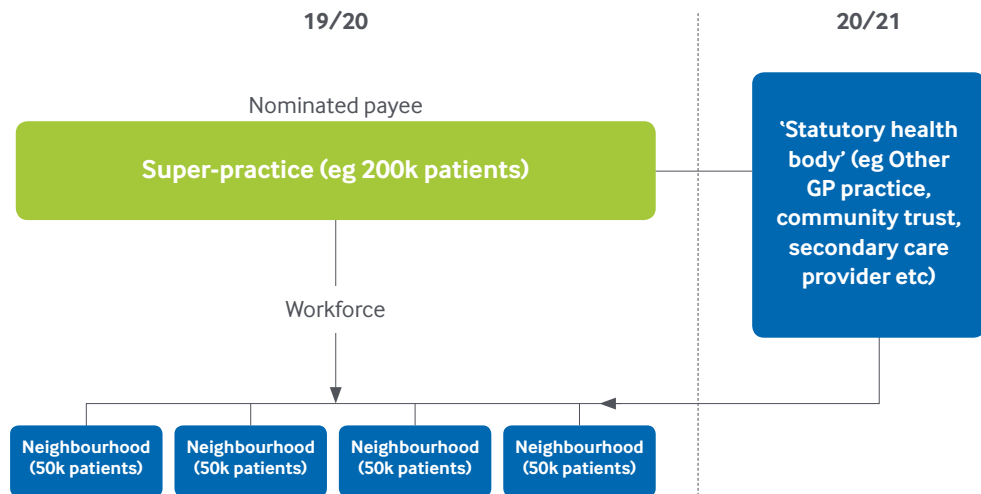 19/20
20/21
Nominated payee
Super-practice (eg 200k patients)
‘Statutory health
body’ (eg Other
GP practice,
community trust,
secondary care
provider etc)
Workforce
Neighbourhood
(50k patients)
Neighbourhood
(50k patients)
Neighbourhood
(50k patients)
Neighbourhood
(50k patients)